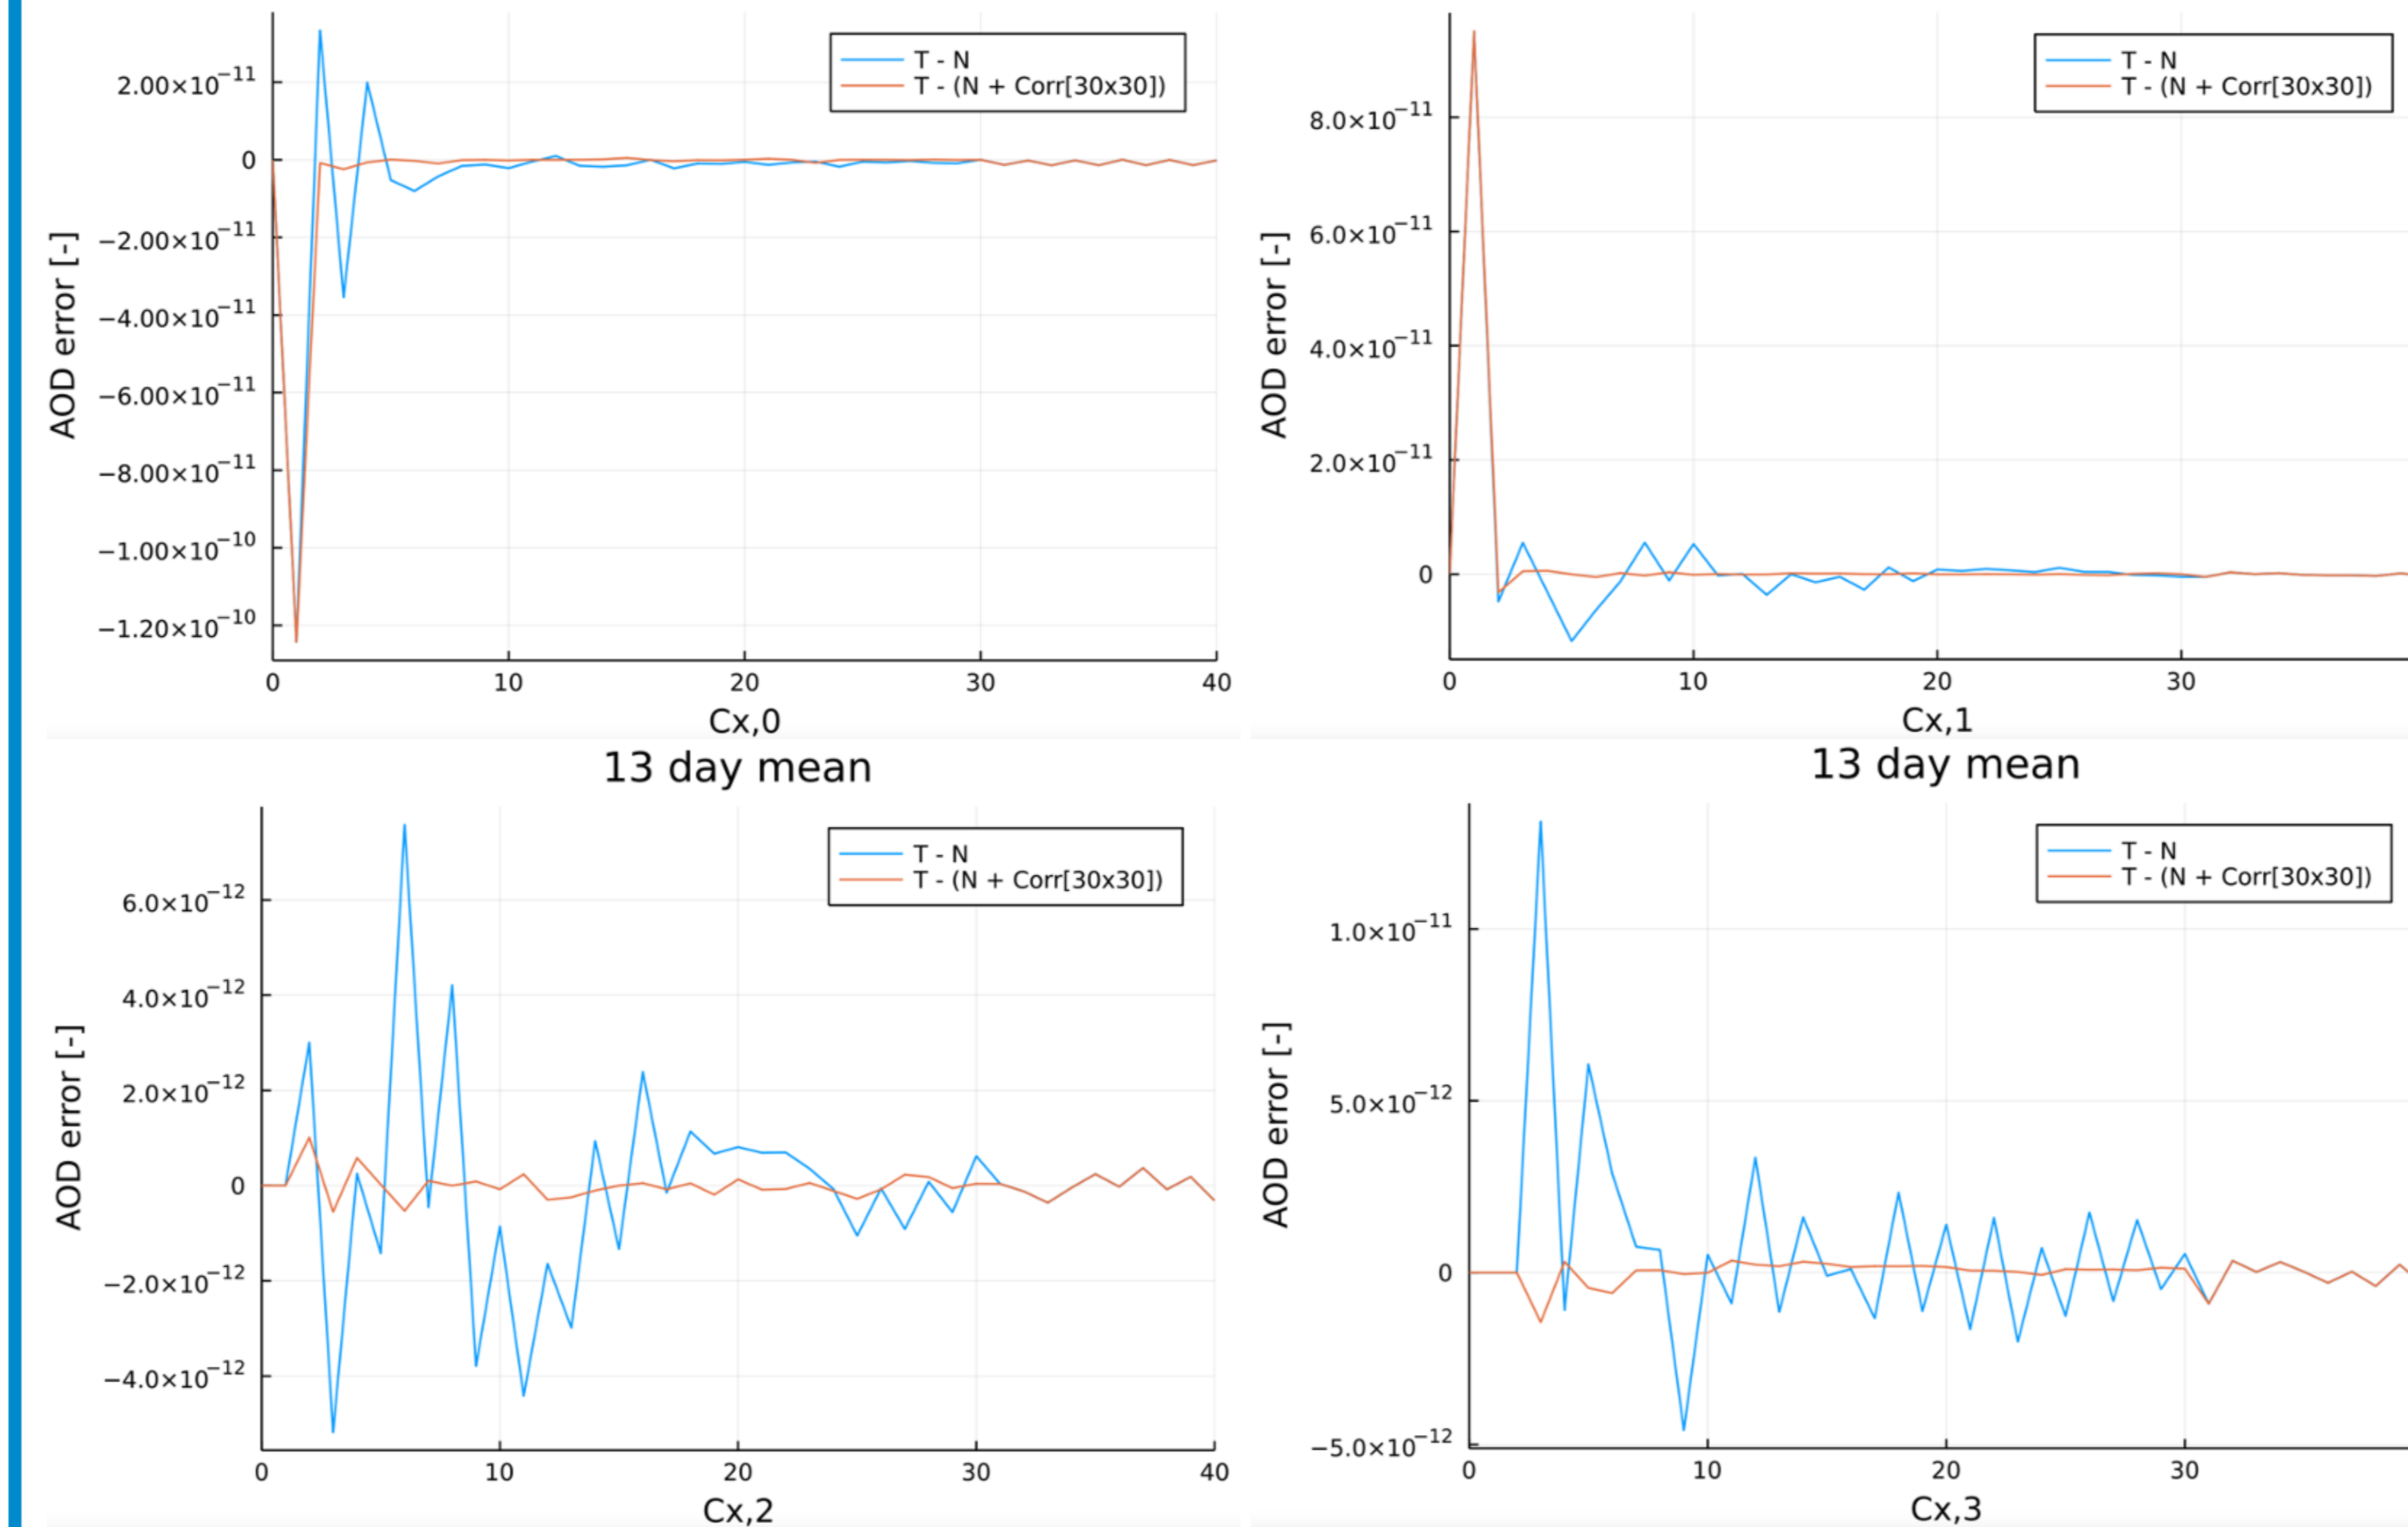 T - N
T - (N + Corr[30x30])
2.00×10⁻¹¹
0
−2.00×10⁻¹¹
−4.00×10⁻¹¹
−6.00×10⁻¹¹
−8.00×10⁻¹¹
−1.00×10⁻¹⁰
−1.20×10⁻¹⁰
AOD error [-]
0 10 20 30 40
Cx,0
T - N
T - (N + Corr[30x30])
8.0×10⁻¹¹
6.0×10⁻¹¹
4.0×10⁻¹¹
2.0×10⁻¹¹
0
AOD error [-]
0 10 20 30
Cx,1
13 day mean
T - N
T - (N + Corr[30x30])
6.0×10⁻¹²
4.0×10⁻¹²
2.0×10⁻¹²
0
−2.0×10⁻¹²
−4.0×10⁻¹²
AOD error [-]
0 10 20 30 40
Cx,2
13 day mean
T - N
T - (N + Corr[30x30])
1.0×10⁻¹¹
5.0×10⁻¹²
0
−5.0×10⁻¹²
AOD error [-]
0 10 20 30
Cx,3